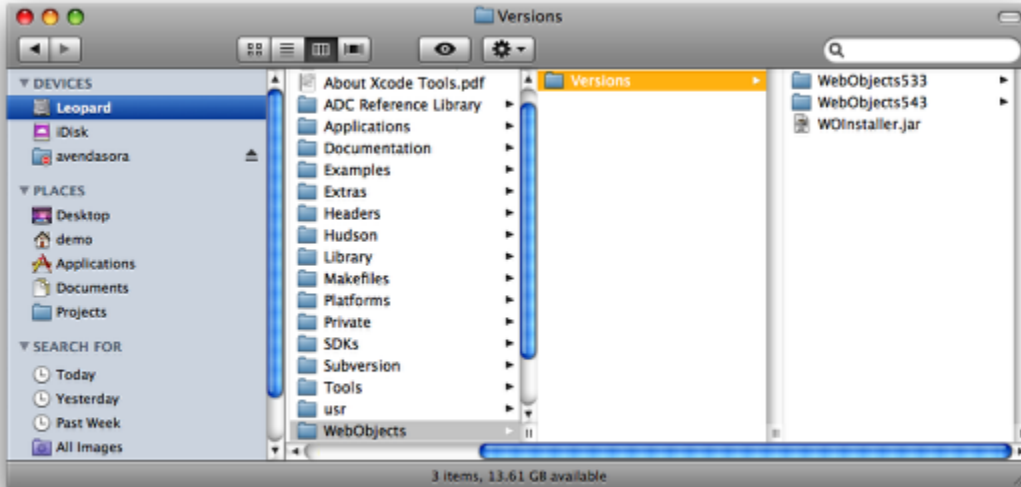 Versions
DEVICES
Leopard
iDisk
avendasora
PLACES
Desktop
demo
Applications
Documents
Projects
SEARCH FOR
Today
Yesterday
Past Week
All Images
About Xcode Tools.pdf
ADC Reference Library
Applications
Documentation
Examples
Extras
Headers
Hudson
Library
Makefiles
Platforms
Private
SDKs
Subversion
Tools
usr
WebObjects
Versions
WebObjects533
WebObjects543
WOInstaller.jar
3 items, 13.61 GB available